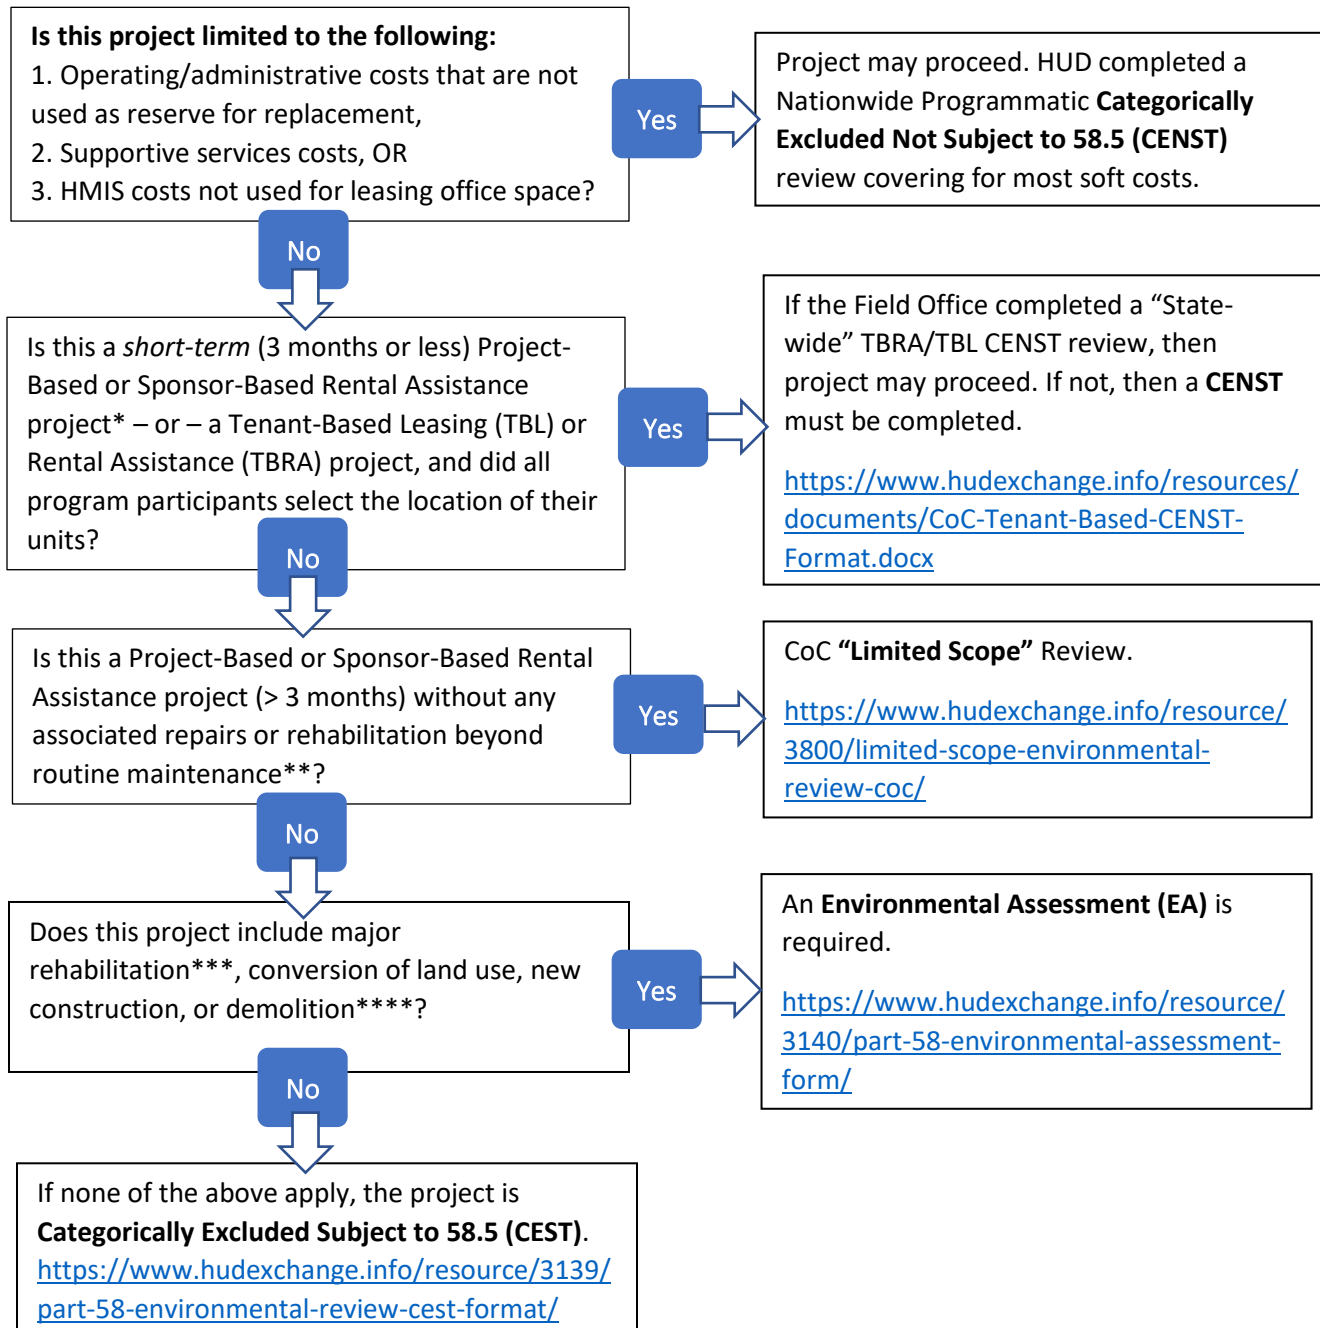 Is this project limited to the following:
1. Operating/administrative costs that are not
used as reserve for replacement,
2. Supportive services costs, OR
3. HMIS costs not used for leasing office space?
Yes
Project may proceed. HUD completed a
Nationwide Programmatic Categorically
Excluded Not Subject to 58.5 (CENST)
review covering for most soft costs.
No
Is this a short-term (3 months or less) Project-
Based or Sponsor-Based Rental Assistance
project* – or – a Tenant-Based Leasing (TBL) or
Rental Assistance (TBRA) project, and did all
program participants select the location of their
units?
Yes
If the Field Office completed a “State-
wide” TBRA/TBL CENST review, then
project may proceed. If not, then a CENST
must be completed.
https://www.hudexchange.info/resources/
documents/CoC-Tenant-Based-CENST-
Format.docx
No
Is this a Project-Based or Sponsor-Based Rental
Assistance project (> 3 months) without any
associated repairs or rehabilitation beyond
routine maintenance**?
Yes
CoC “Limited Scope” Review.
https://www.hudexchange.info/resource/
3800/limited-scope-environmental-
review-coc/
No
Does this project include major
rehabilitation***, conversion of land use, new
construction, or demolition****?
Yes
An Environmental Assessment (EA) is
required.
https://www.hudexchange.info/resource/
3140/part-58-environmental-assessment-
form/
No
If none of the above apply, the project is
Categorically Excluded Subject to 58.5 (CEST).
https://www.hudexchange.info/resource/3139/
part-58-environmental-review-cest-format/